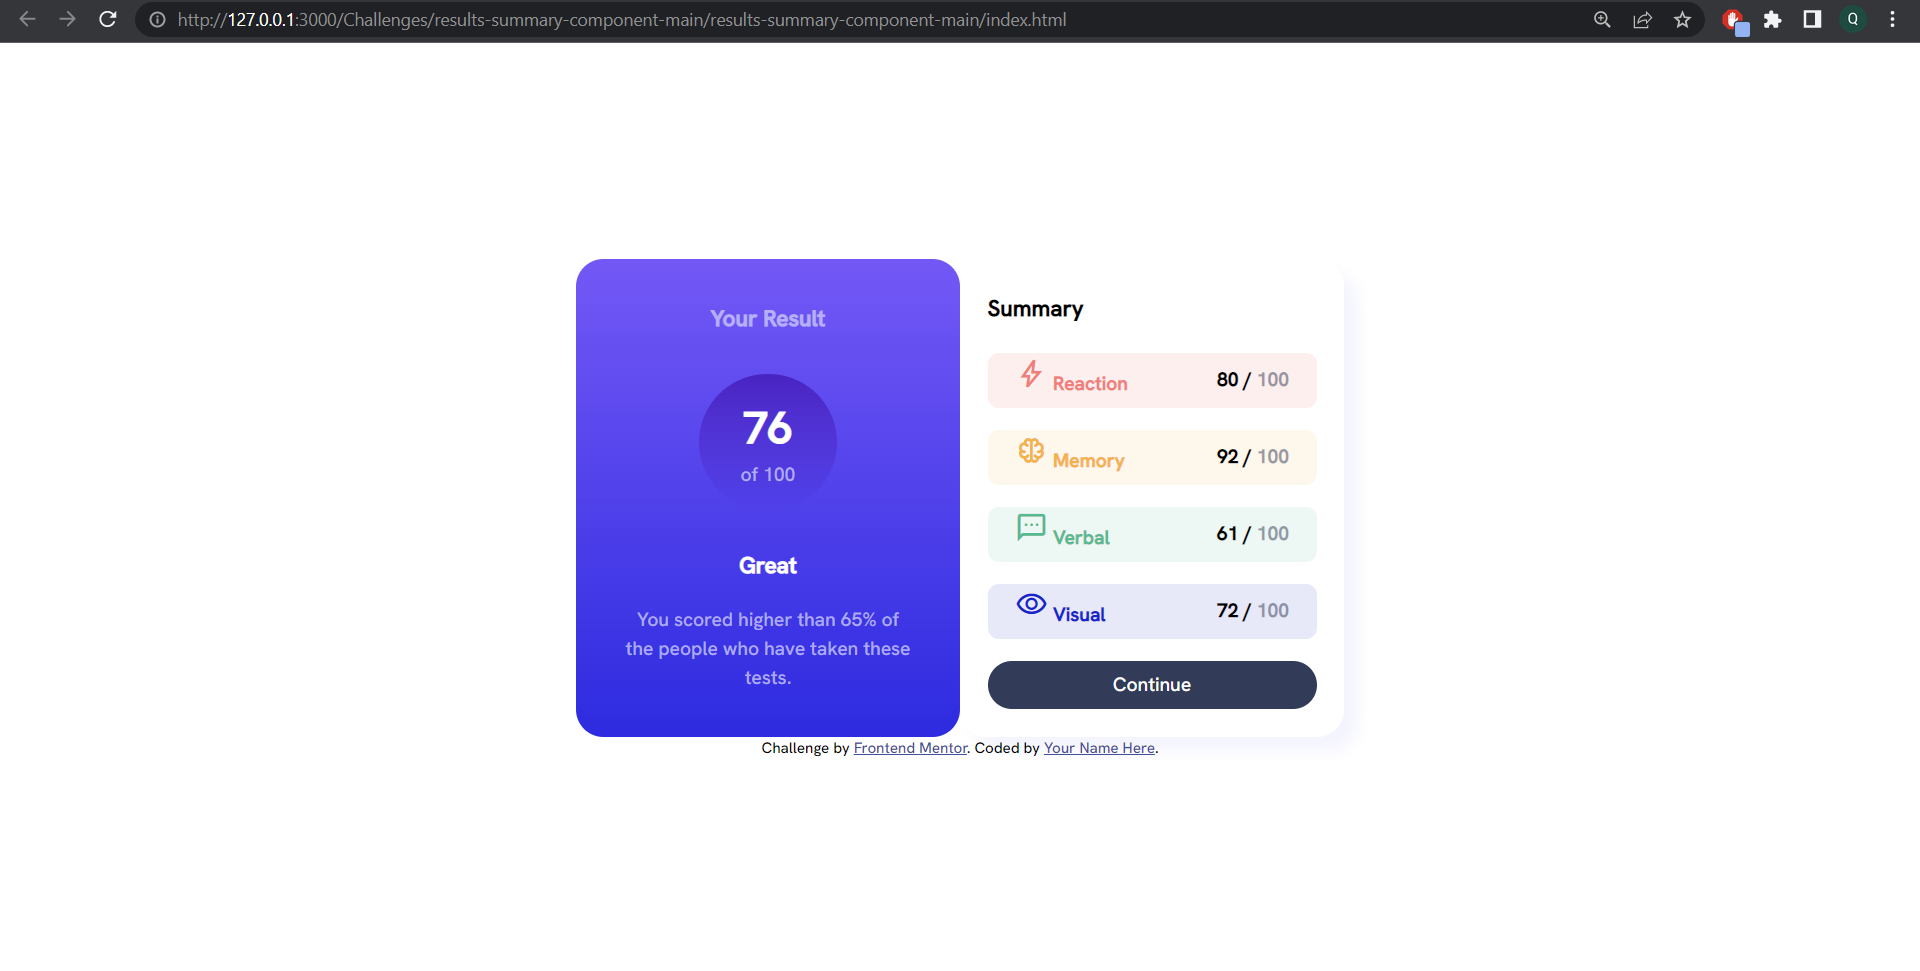 http://127.0.0.1:3000/Challenges/results-summary-component-main/results-summary-component-main/index.html
Q
Your Result
76
of 100
Great
You scored higher than 65% of
the people who have taken these
tests.
Summary
Reaction 80 / 100
Memory 92 / 100
Verbal 61 / 100
Visual 72 / 100
Continue
Challenge by Frontend Mentor. Coded by Your Name Here.